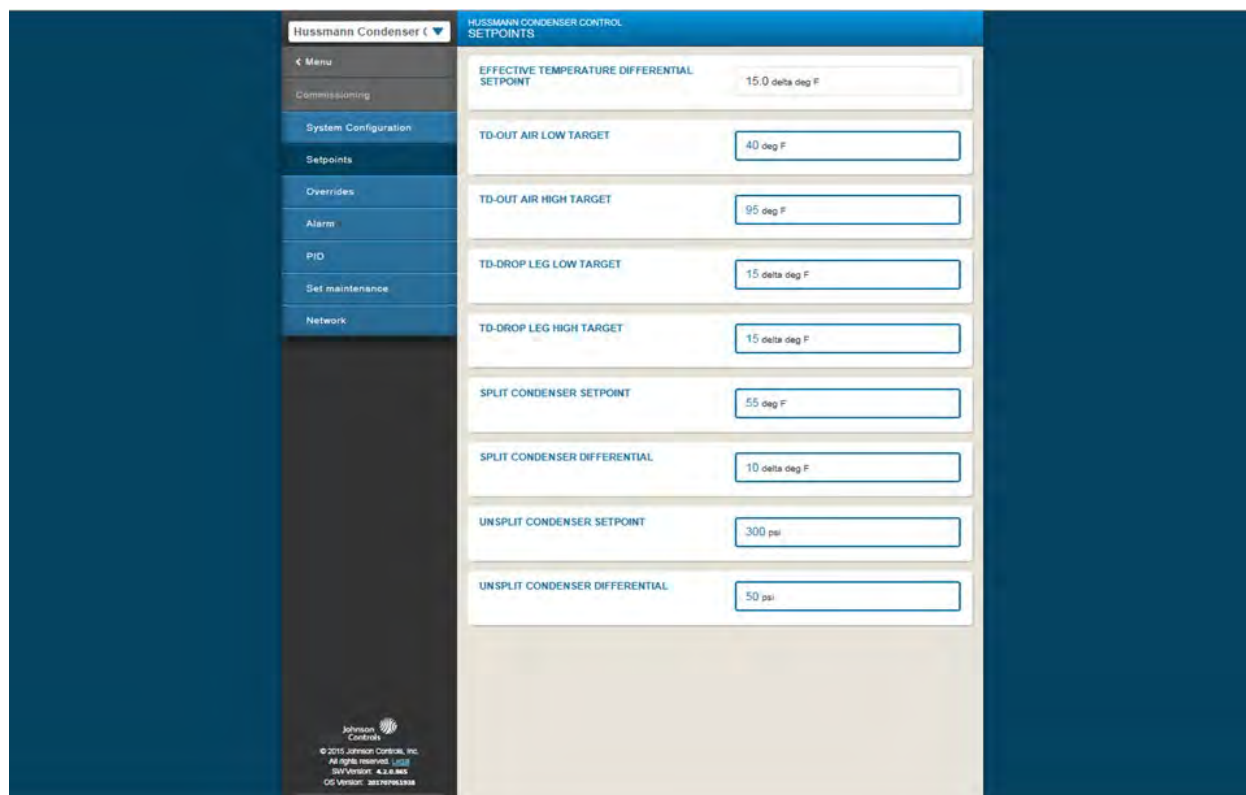 Hussmann Condenser (
HUSSMANN CONDENSER CONTROL
SETPOINTS
< Menu
Commissioning
System Configuration
Setpoints
Overrides
Alarm
PID
Set maintenance
Network
EFFECTIVE TEMPERATURE DIFFERENTIAL
SETPOINT
15.0 delta deg F
TD-OUT AIR LOW TARGET
40 deg F
TD-OUT AIR HIGH TARGET
95 deg F
TD-DROP LEG LOW TARGET
15 delta deg F
TD-DROP LEG HIGH TARGET
15 delta deg F
SPLIT CONDENSER SETPOINT
55 deg F
SPLIT CONDENSER DIFFERENTIAL
10 delta deg F
UNSPLIT CONDENSER SETPOINT
300 psi
UNSPLIT CONDENSER DIFFERENTIAL
50 psi
Johnson
Controls
© 2015 Johnson Controls, Inc.
All rights reserved. Legal
SW Version: 4.2.0.865
OS Version: